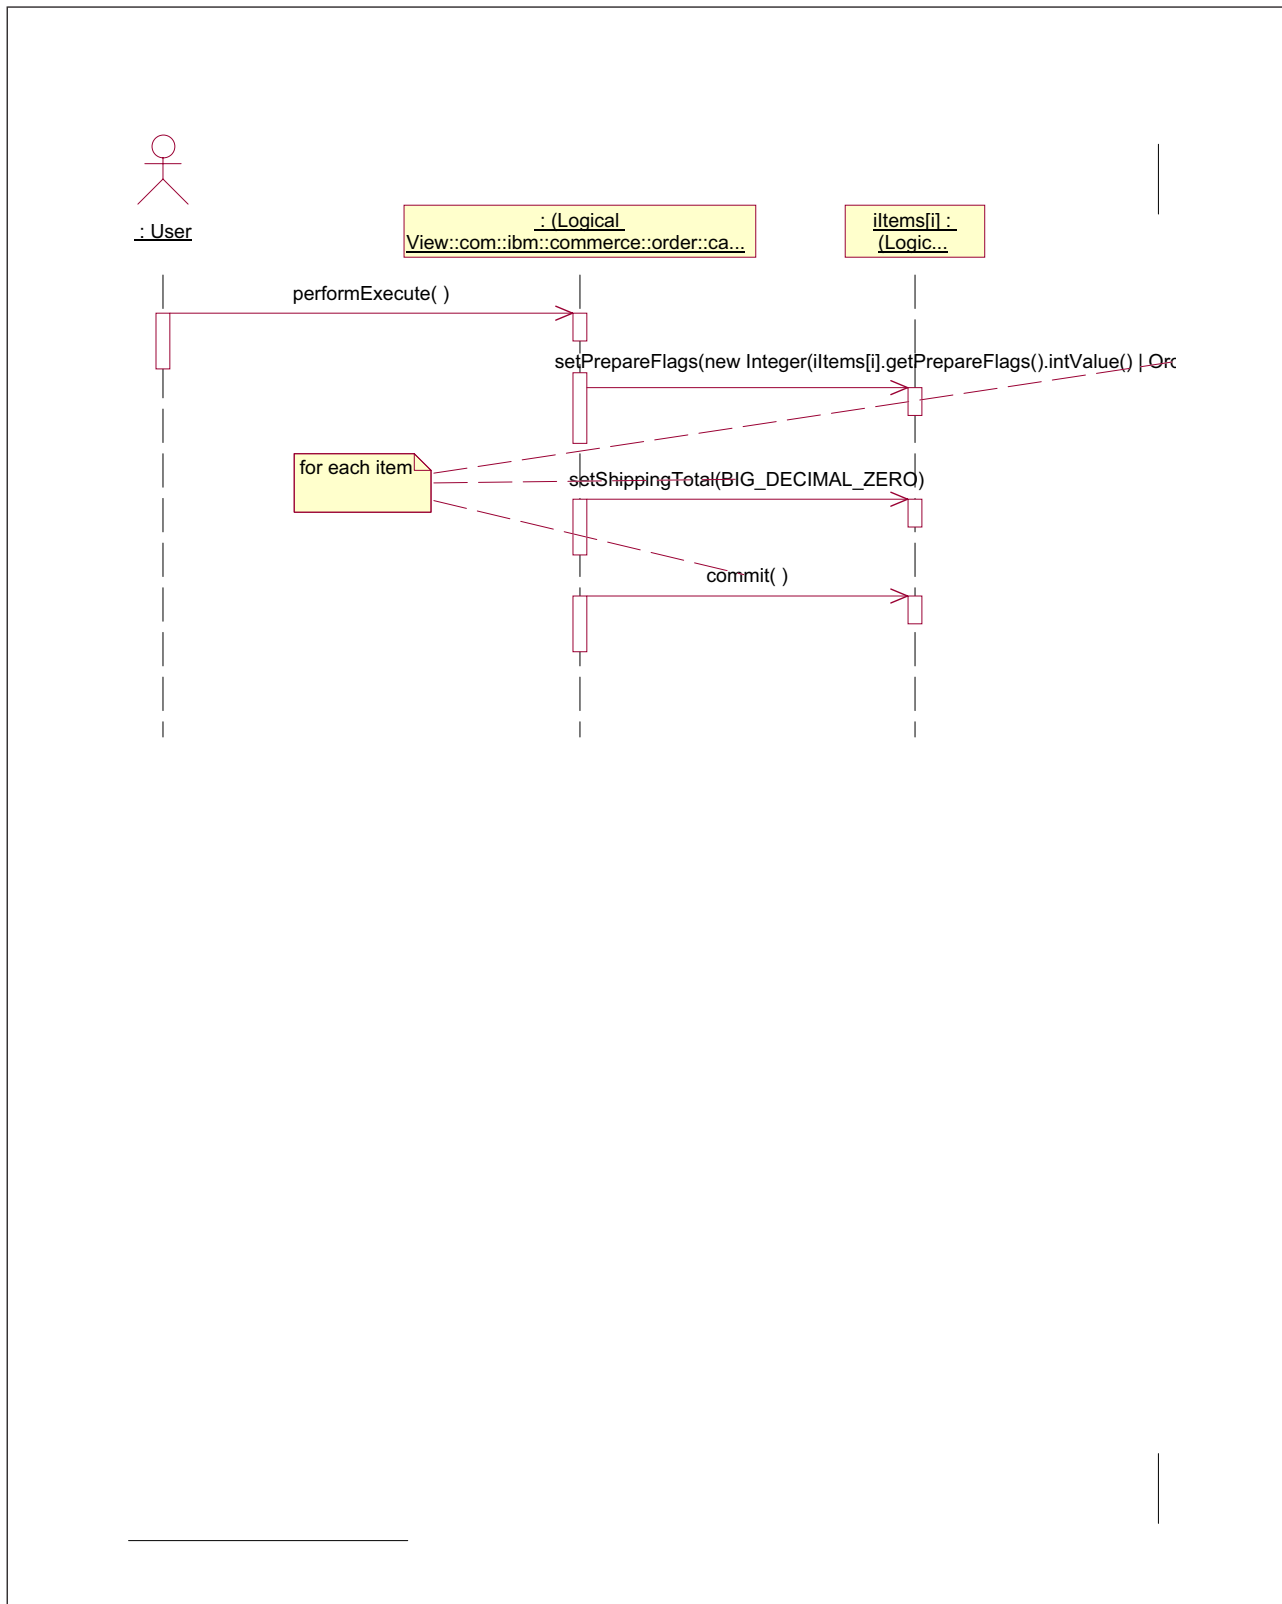 : User
: (Logical
View::com::ibm::commerce::order::ca...
iItems[i] :
(Logic...
performExecute( )
setPrepareFlags(new Integer(iItems[i].getPrepareFlags().intValue() | Orc
for each item
setShippingTotal(BIG_DECIMAL_ZERO)
commit( )